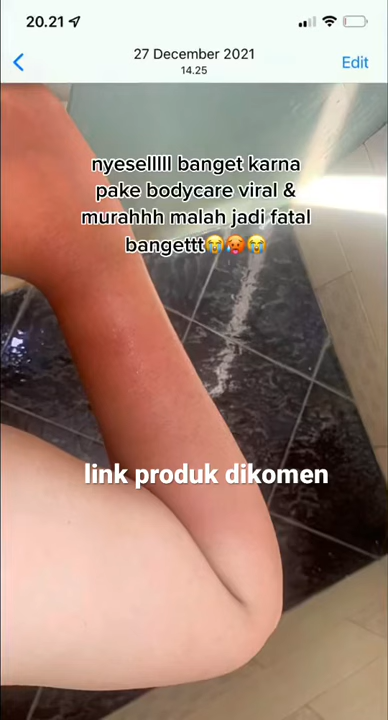 20.21
27 December 2021
14.25
Edit
nyeselllll banget karna
pake bodycare viral &
murahhh malah jadi fatal
bangettt😭🥵😭
link produk dikomen